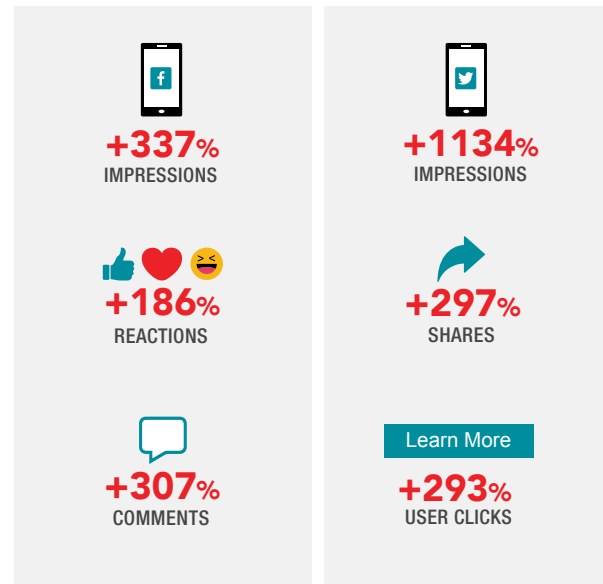 +337%
IMPRESSIONS
+186%
REACTIONS
+307%
COMMENTS
+1134%
IMPRESSIONS
+297%
SHARES
Learn More
+293%
USER CLICKS